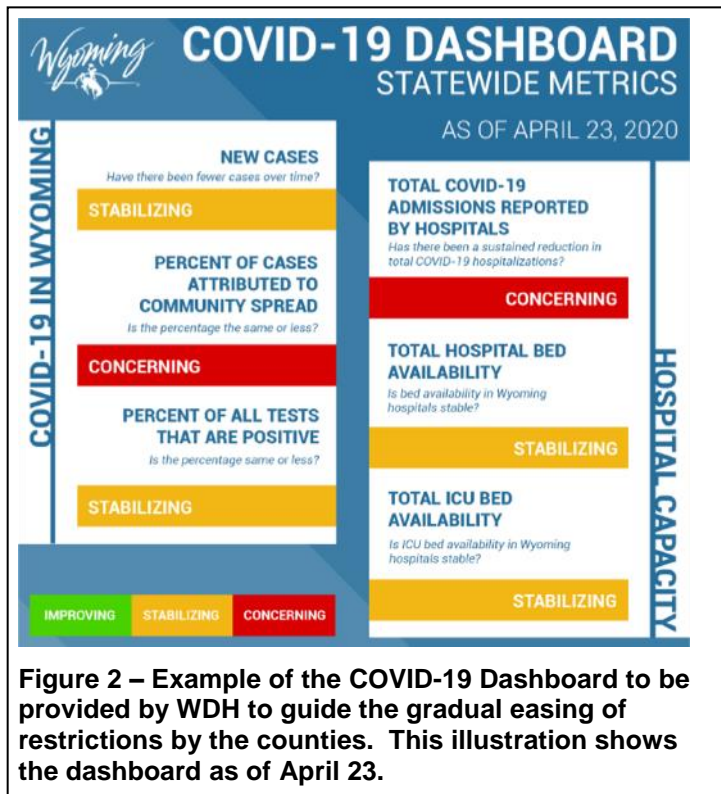 Wyoming
COVID-19 DASHBOARD
STATEWIDE METRICS
AS OF APRIL 23, 2020
COVID-19 IN WYOMING
NEW CASES
Have there been fewer cases over time?
STABILIZING
PERCENT OF CASES
ATTRIBUTED TO
COMMUNITY SPREAD
Is the percentage the same or less?
CONCERNING
PERCENT OF ALL TESTS
THAT ARE POSITIVE
Is the percentage same or less?
STABILIZING
IMPROVING
STABILIZING
CONCERNING
TOTAL COVID-19
ADMISSIONS REPORTED
BY HOSPITALS
Has there been a sustained reduction in
total COVID-19 hospitalizations?
CONCERNING
TOTAL HOSPITAL BED
AVAILABILITY
Is bed availability in Wyoming
hospitals stable?
STABILIZING
TOTAL ICU BED
AVAILABILITY
Is ICU bed availability in Wyoming
hospitals stable?
STABILIZING
HOSPITAL CAPACITY
Figure 2 – Example of the COVID-19 Dashboard to be
provided by WDH to guide the gradual easing of
restrictions by the counties.  This illustration shows
the dashboard as of April 23.